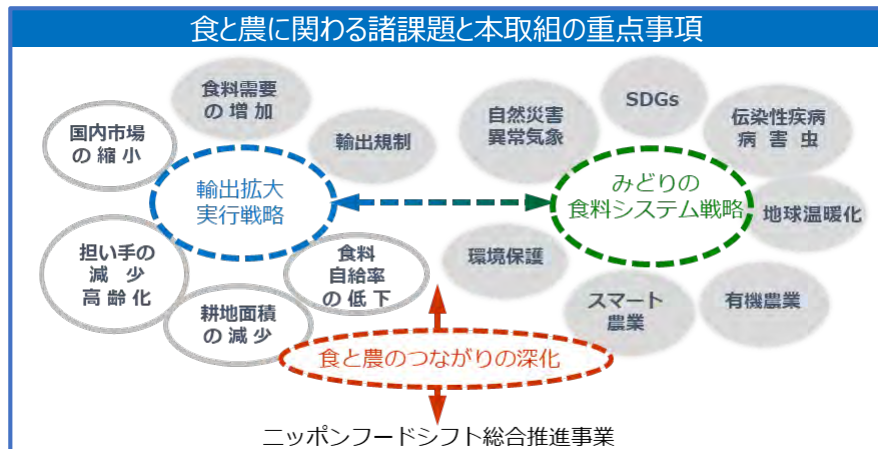 食と農に関わる諸課題と本取組の重点事項
食料需要
の 増 加
国内市場
の 縮 小
輸出規制
輸出拡大
実行戦略
担い手の
減 少
高 齢 化
耕地面積
の 減 少
食料
自給率
の 低 下
自然災害
異常気象
SDGs
伝染性疾病
病 害 虫
みどりの
食料システム戦略
地球温暖化
環境保護
スマート
農業
有機農業
食と農のつながりの深化
ニッポンフードシフト総合推進事業